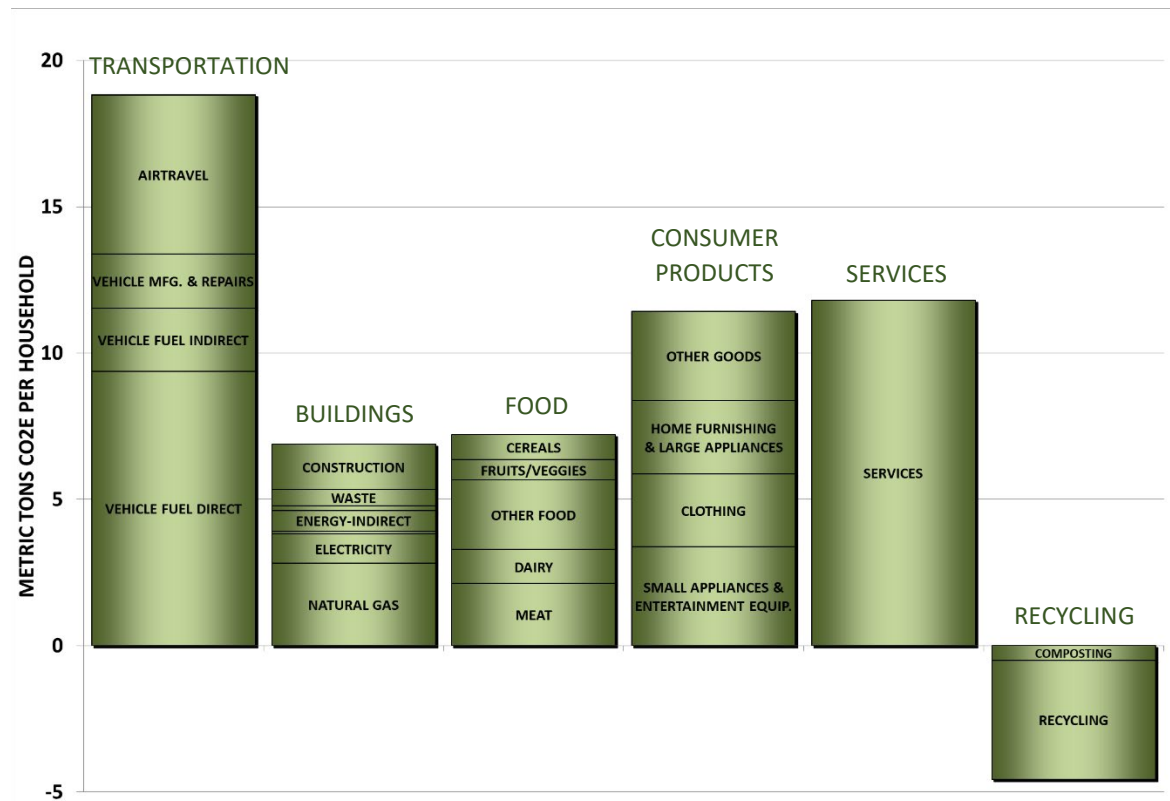 METRIC TONS CO2E PER HOUSEHOLD
20
15
10
5
0
-5
TRANSPORTATION
AIRTRAVEL
VEHICLE MFG. & REPAIRS
VEHICLE FUEL INDIRECT
VEHICLE FUEL DIRECT
BUILDINGS
CONSTRUCTION
WASTE
ENERGY-INDIRECT
ELECTRICITY
NATURAL GAS
FOOD
CEREALS
FRUITS/VEGGIES
OTHER FOOD
DAIRY
MEAT
CONSUMER
PRODUCTS
OTHER GOODS
HOME FURNISHING
& LARGE APPLIANCES
CLOTHING
SMALL APPLIANCES &
ENTERTAINMENT EQUIP.
SERVICES
SERVICES
RECYCLING
COMPOSTING
RECYCLING